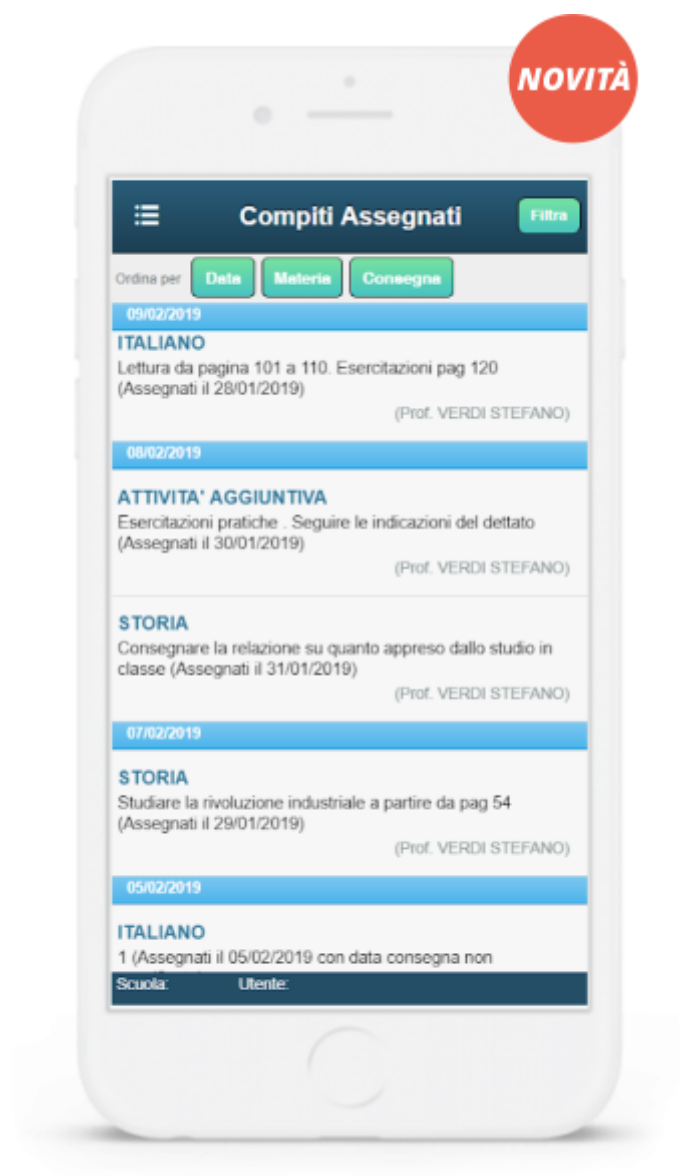 NOVITÀ
Compiti Assegnati
Filtra
Ordina per Data Materia Consegna
09/02/2019
ITALIANO
Lettura da pagina 101 a 110. Esercitazioni pag 120
(Assegnati il 28/01/2019)
(Prof. VERDI STEFANO)
08/02/2019
ATTIVITA' AGGIUNTIVA
Esercitazioni pratiche . Seguire le indicazioni del dettato
(Assegnati il 30/01/2019)
(Prof. VERDI STEFANO)
STORIA
Consegnare la relazione su quanto appreso dallo studio in
classe (Assegnati il 31/01/2019)
(Prof. VERDI STEFANO)
07/02/2019
STORIA
Studiare la rivoluzione industriale a partire da pag 54
(Assegnati il 29/01/2019)
(Prof. VERDI STEFANO)
05/02/2019
ITALIANO
1 (Assegnati il 05/02/2019 con data consegna non
Scuola: Utente: